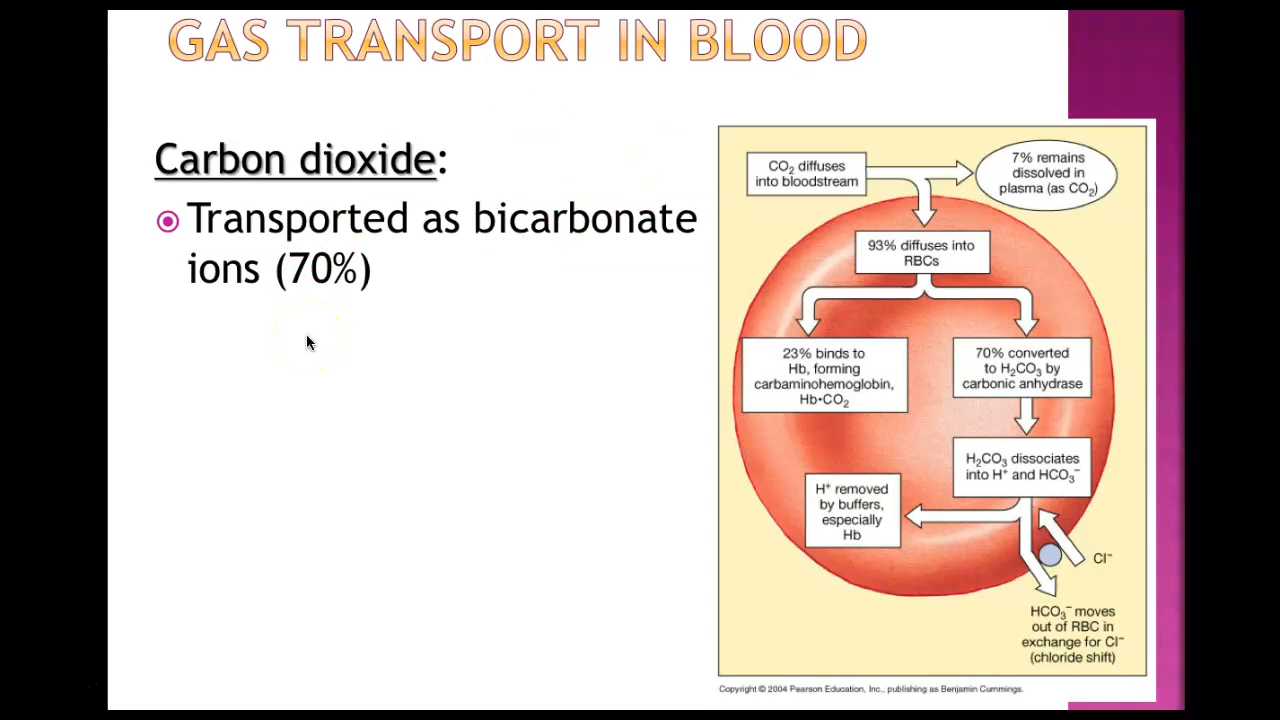 GAS TRANSPORT IN BLOOD
Carbon dioxide:
Transported as bicarbonate
ions (70%)
CO₂ diffuses
into bloodstream
7% remains
dissolved in
plasma (as CO₂)
93% diffuses into
RBCs
23% binds to
Hb, forming
carbaminohemoglobin,
Hb•CO₂
70% converted
to H₂CO₃ by
carbonic anhydrase
H₂CO₃ dissociates
into H⁺ and HCO₃⁻
H⁺ removed
by buffers,
especially
Hb
Cl⁻
HCO₃⁻ moves
out of RBC in
exchange for Cl⁻
(chloride shift)
Copyright © 2004 Pearson Education, Inc., publishing as Benjamin Cummings.